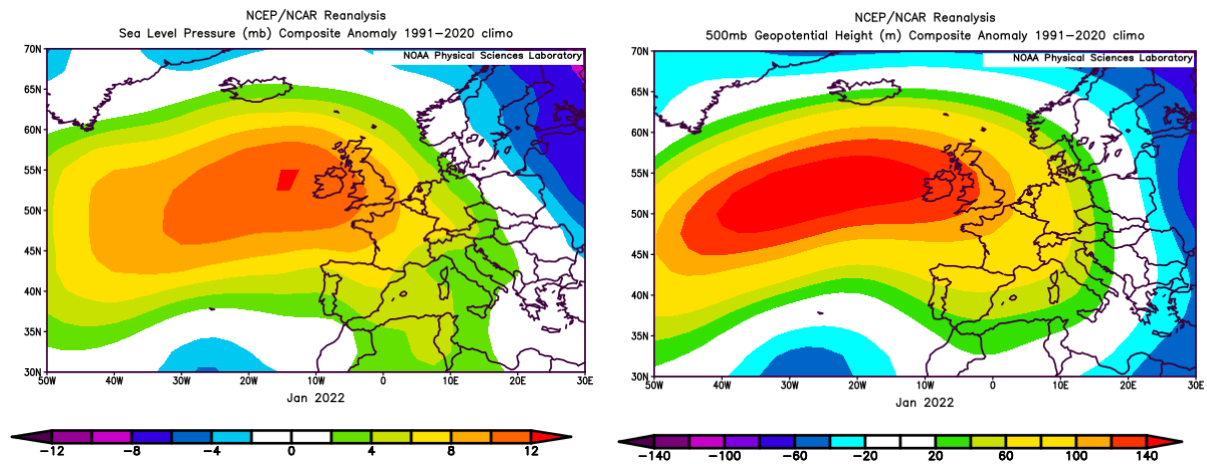 NCEP/NCAR Reanalysis
Sea Level Pressure (mb) Composite Anomaly 1991-2020 climo
NOAA Physical Sciences Laboratory
70N
65N
60N
55N
50N
45N
40N
35N
30N
50W 40W 30W 20W 10W 0 10E 20E 30E
Jan 2022
-12 -8 -4 0 4 8 12
NCEP/NCAR Reanalysis
500mb Geopotential Height (m) Composite Anomaly 1991-2020 climo
NOAA Physical Sciences Laboratory
70N
65N
60N
55N
50N
45N
40N
35N
30N
50W 40W 30W 20W 10W 0 10E 20E 30E
Jan 2022
-140 -100 -60 -20 20 60 100 140